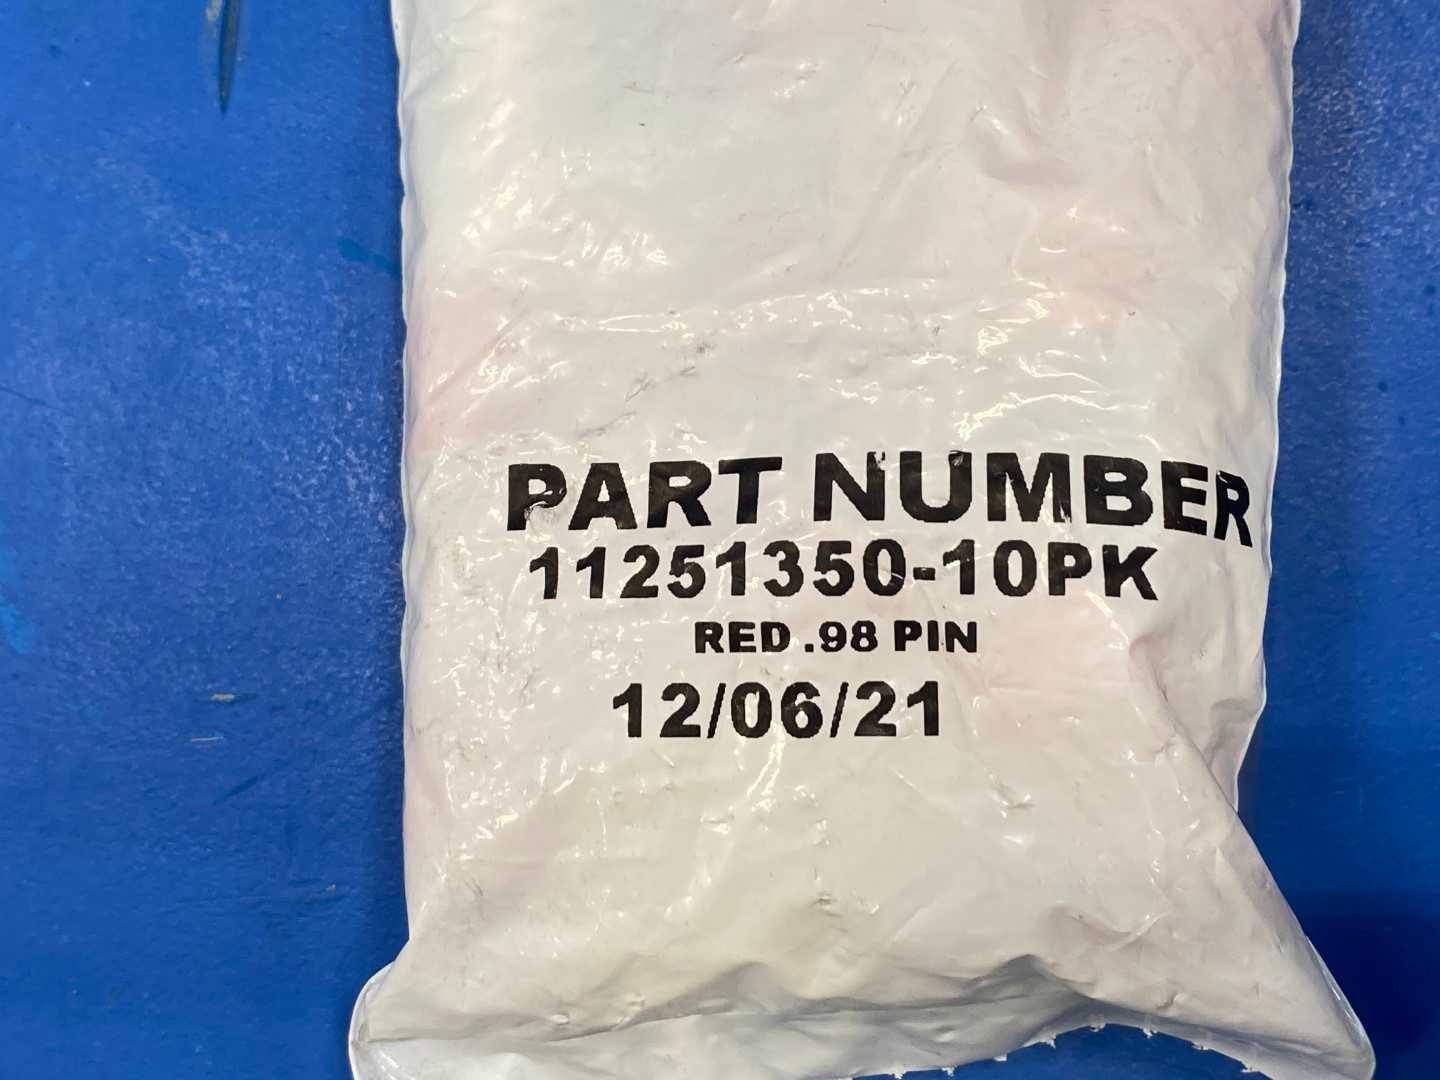 PART NUMBER
11251350-10PK
RED .98 PIN
12/06/21